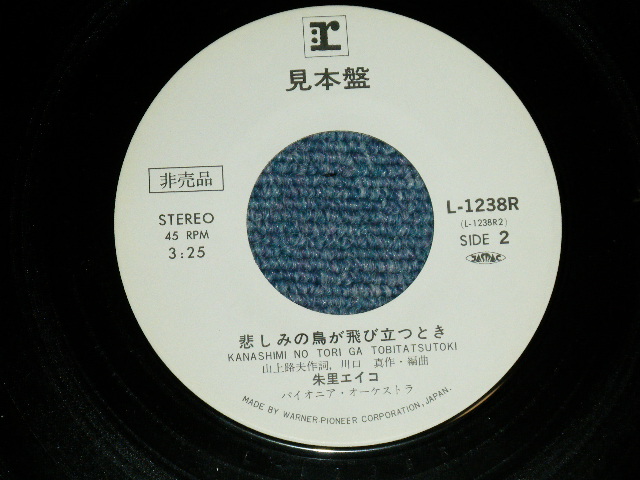 r
見本盤
非売品
STEREO
45 RPM
3:25
L-1238R
(L-1238R2)
SIDE 2
JASRAC
悲しみの鳥が飛び立つとき
KANASHIMI NO TORI GA TOBITATSUTOKI
山上路夫作詞, 川口 真作・編曲
朱里エイコ
パイオニア・オーケストラ
MADE BY WARNER-PIONEER CORPORATION, JAPAN.